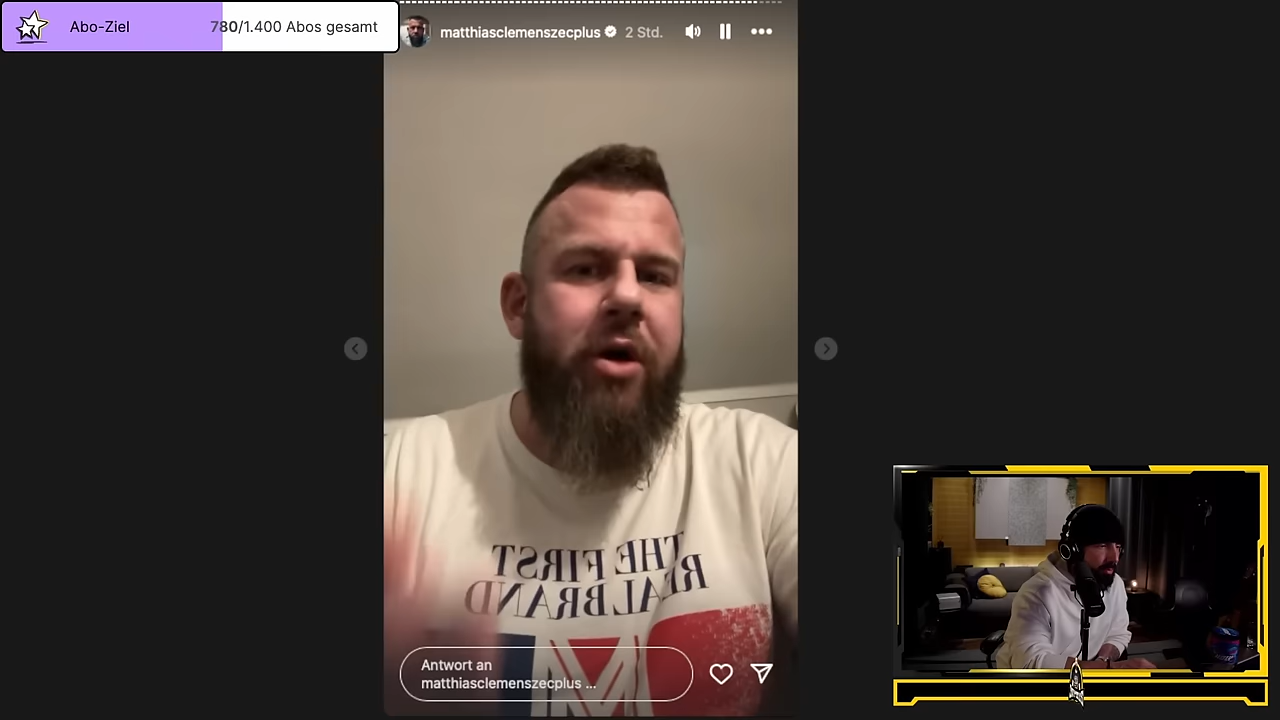 Abo-Ziel
780/1.400 Abos gesamt
matthiasclemenszecplus 2 Std.
THE FIRST
REAL BRAND
Antwort an
matthiasclemenszecplus ...